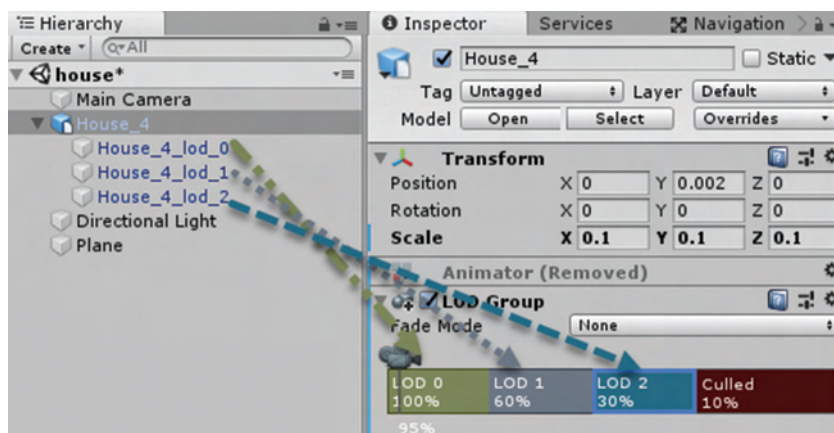 Hierarchy
Create
All
house*
Main Camera
House_4
House_4_lod_0
House_4_lod_1
House_4_lod_2
Directional Light
Plane
Inspector
Services
Navigation
House_4
Static
Tag Untagged Layer Default
Model Open Select Overrides
Transform
Position X 0 Y 0.002 Z 0
Rotation X 0 Y 0 Z 0
Scale X 0.1 Y 0.1 Z 0.1
Animator (Removed)
LOD Group
Fade Mode None
LOD 0
100%
LOD 1
60%
LOD 2
30%
Culled
10%
95%